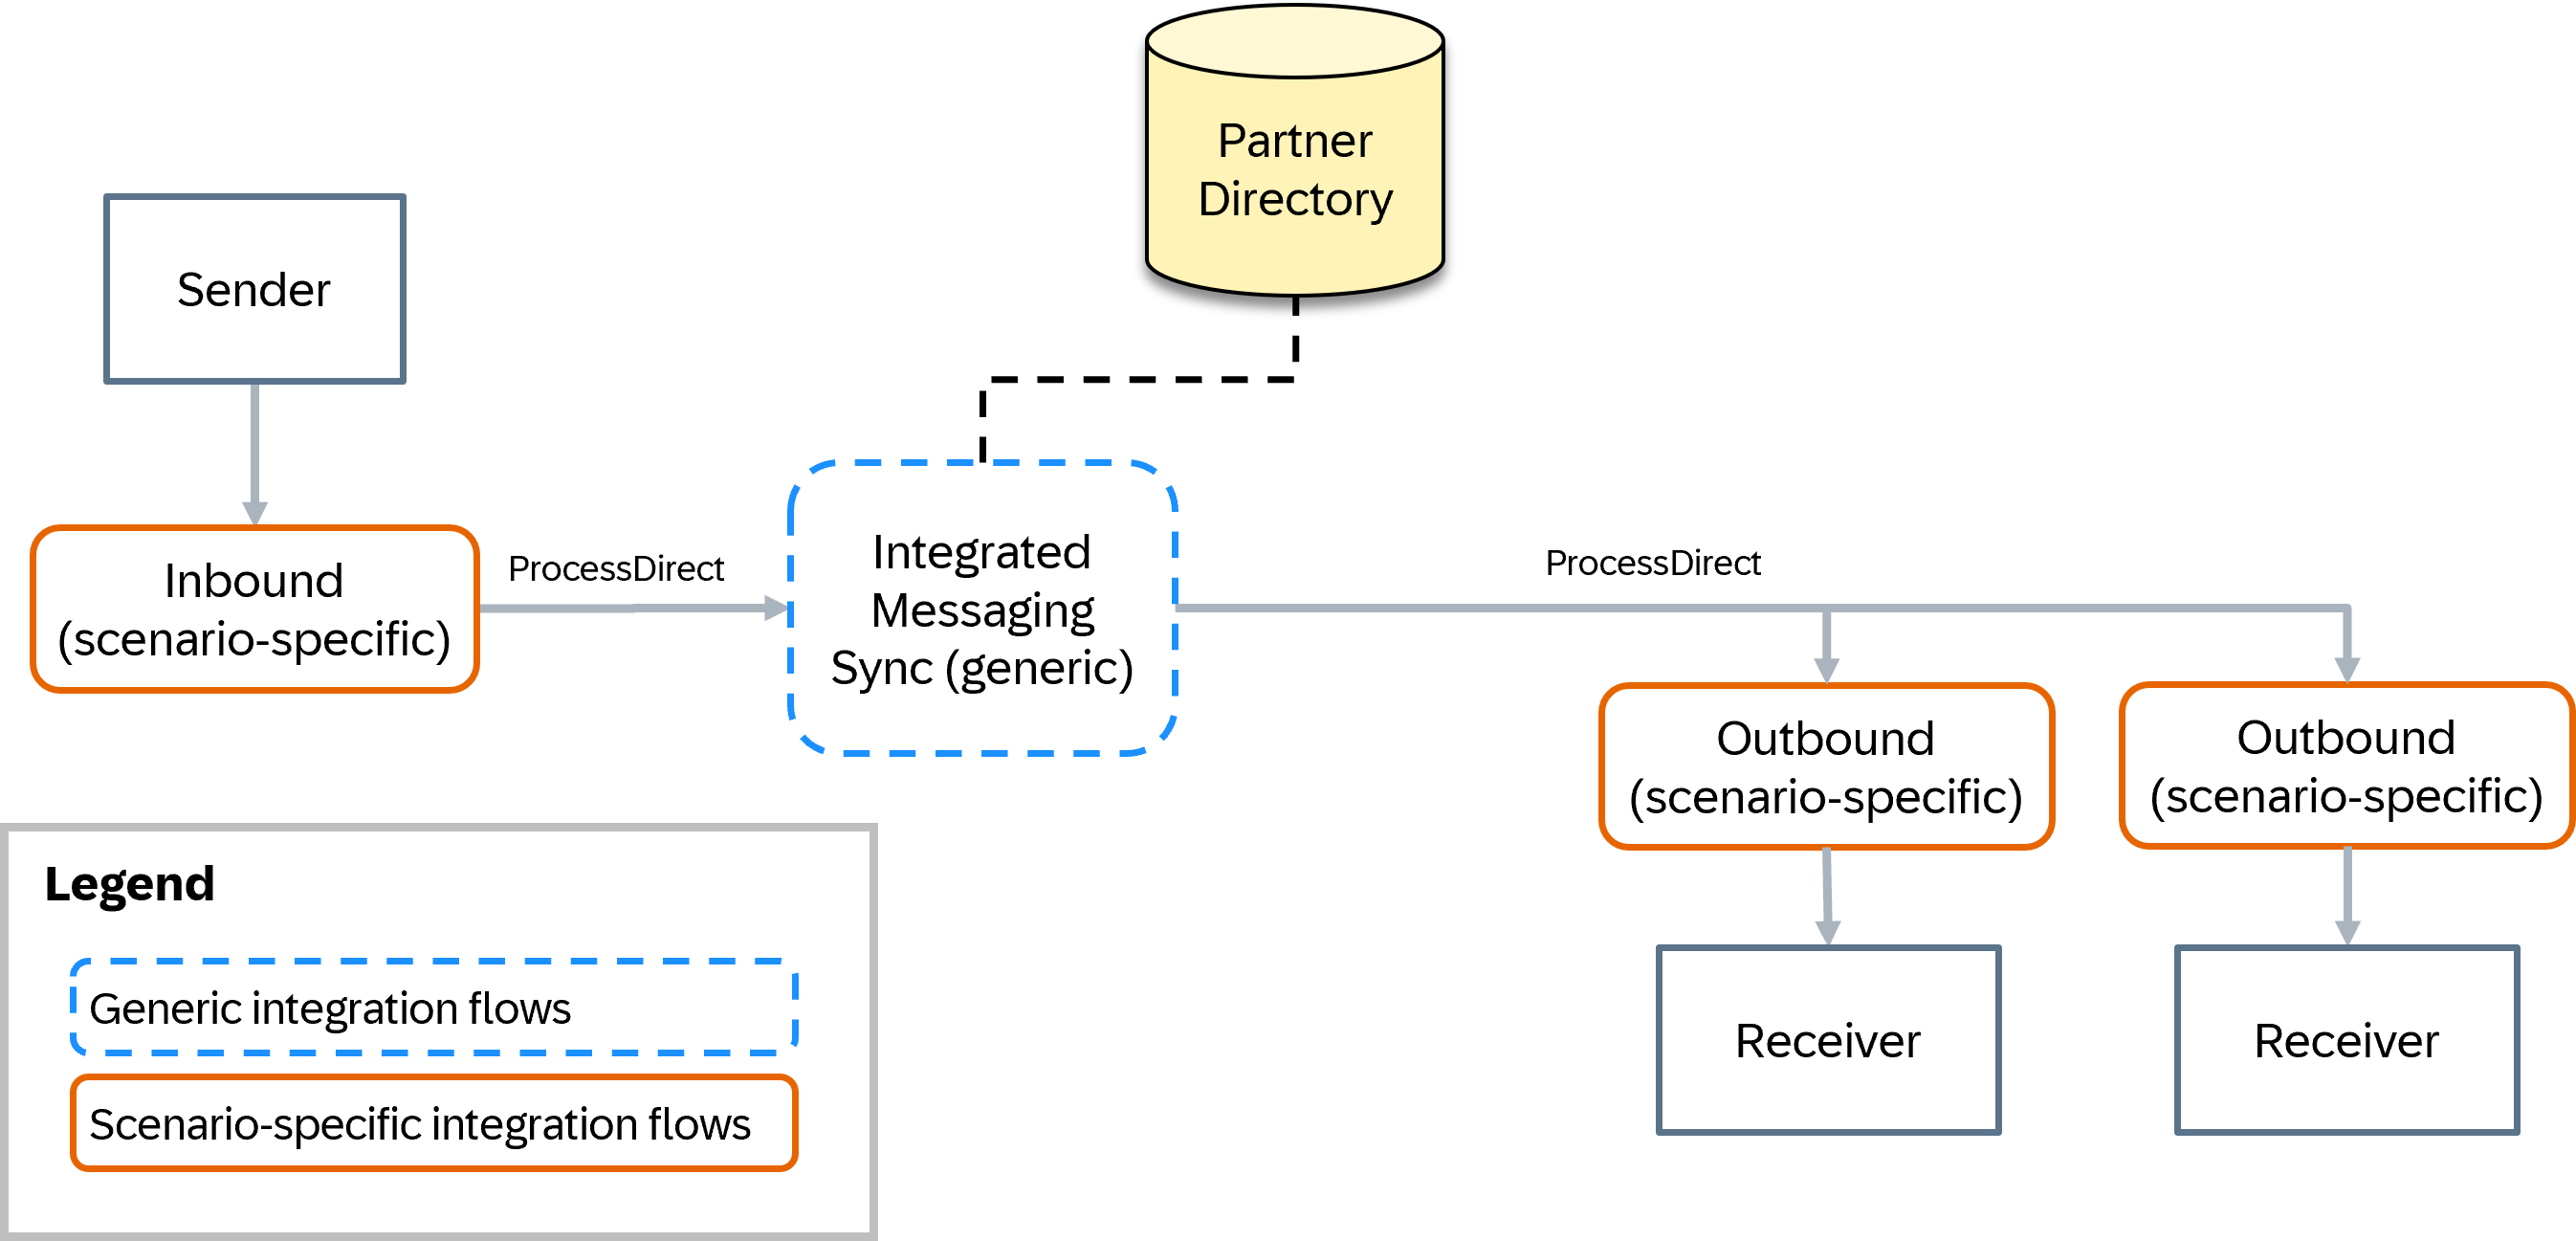 Partner
Directory
Sender
Inbound
(scenario-specific)
ProcessDirect
Integrated
Messaging
Sync (generic)
ProcessDirect
Outbound
(scenario-specific)
Outbound
(scenario-specific)
Receiver
Receiver
Legend
Generic integration flows
Scenario-specific integration flows